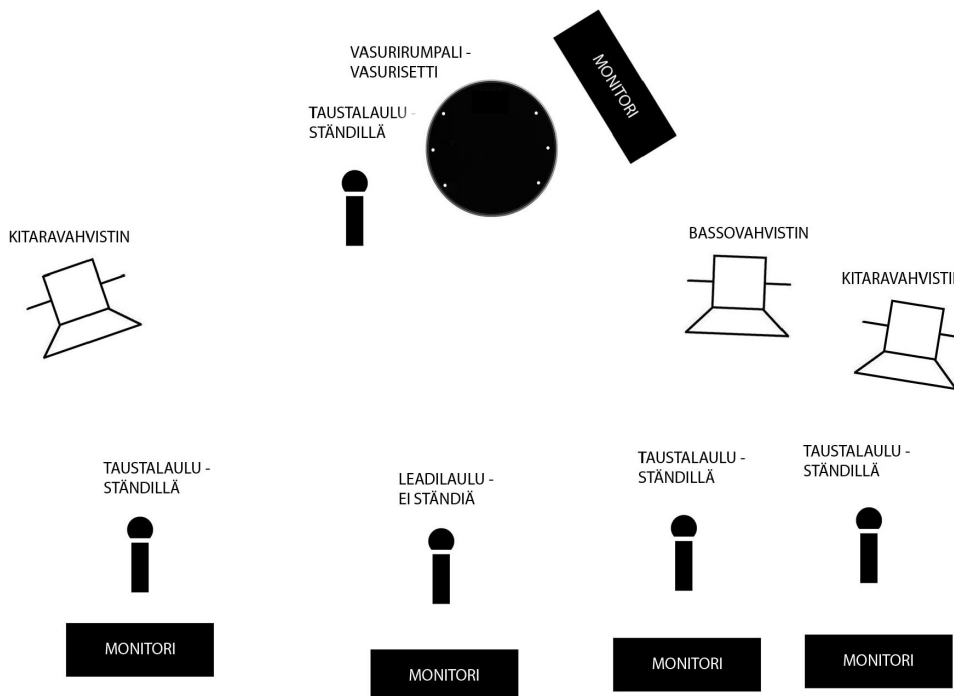 VASURIRUMPALI -
VASURISETTI
MONITORI
TAUSTALAULU -
STÄNDILLÄ
KITARAVAHVISTIN
BASSOVAHVISTIN
KITARAVAHVISTIN
TAUSTALAULU -
STÄNDILLÄ
LEADILAULU -
EI STÄNDIÄ
TAUSTALAULU -
STÄNDILLÄ
TAUSTALAULU -
STÄNDILLÄ
MONITORI
MONITORI
MONITORI
MONITORI